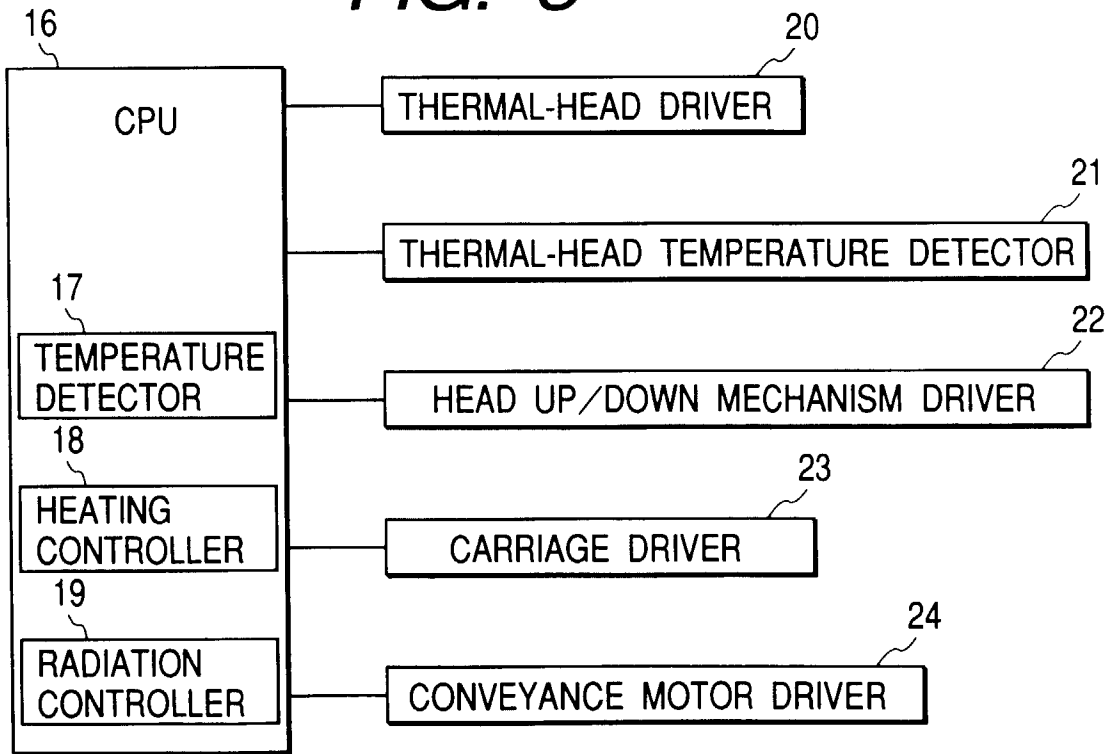 FIG.
16
CPU
20
THERMAL-HEAD DRIVER
21
THERMAL-HEAD TEMPERATURE DETECTOR
17
TEMPERATURE
DETECTOR
22
HEAD UP/DOWN MECHANISM DRIVER
18
HEATING
CONTROLLER
23
CARRIAGE DRIVER
19
RADIATION
CONTROLLER
24
CONVEYANCE MOTOR DRIVER